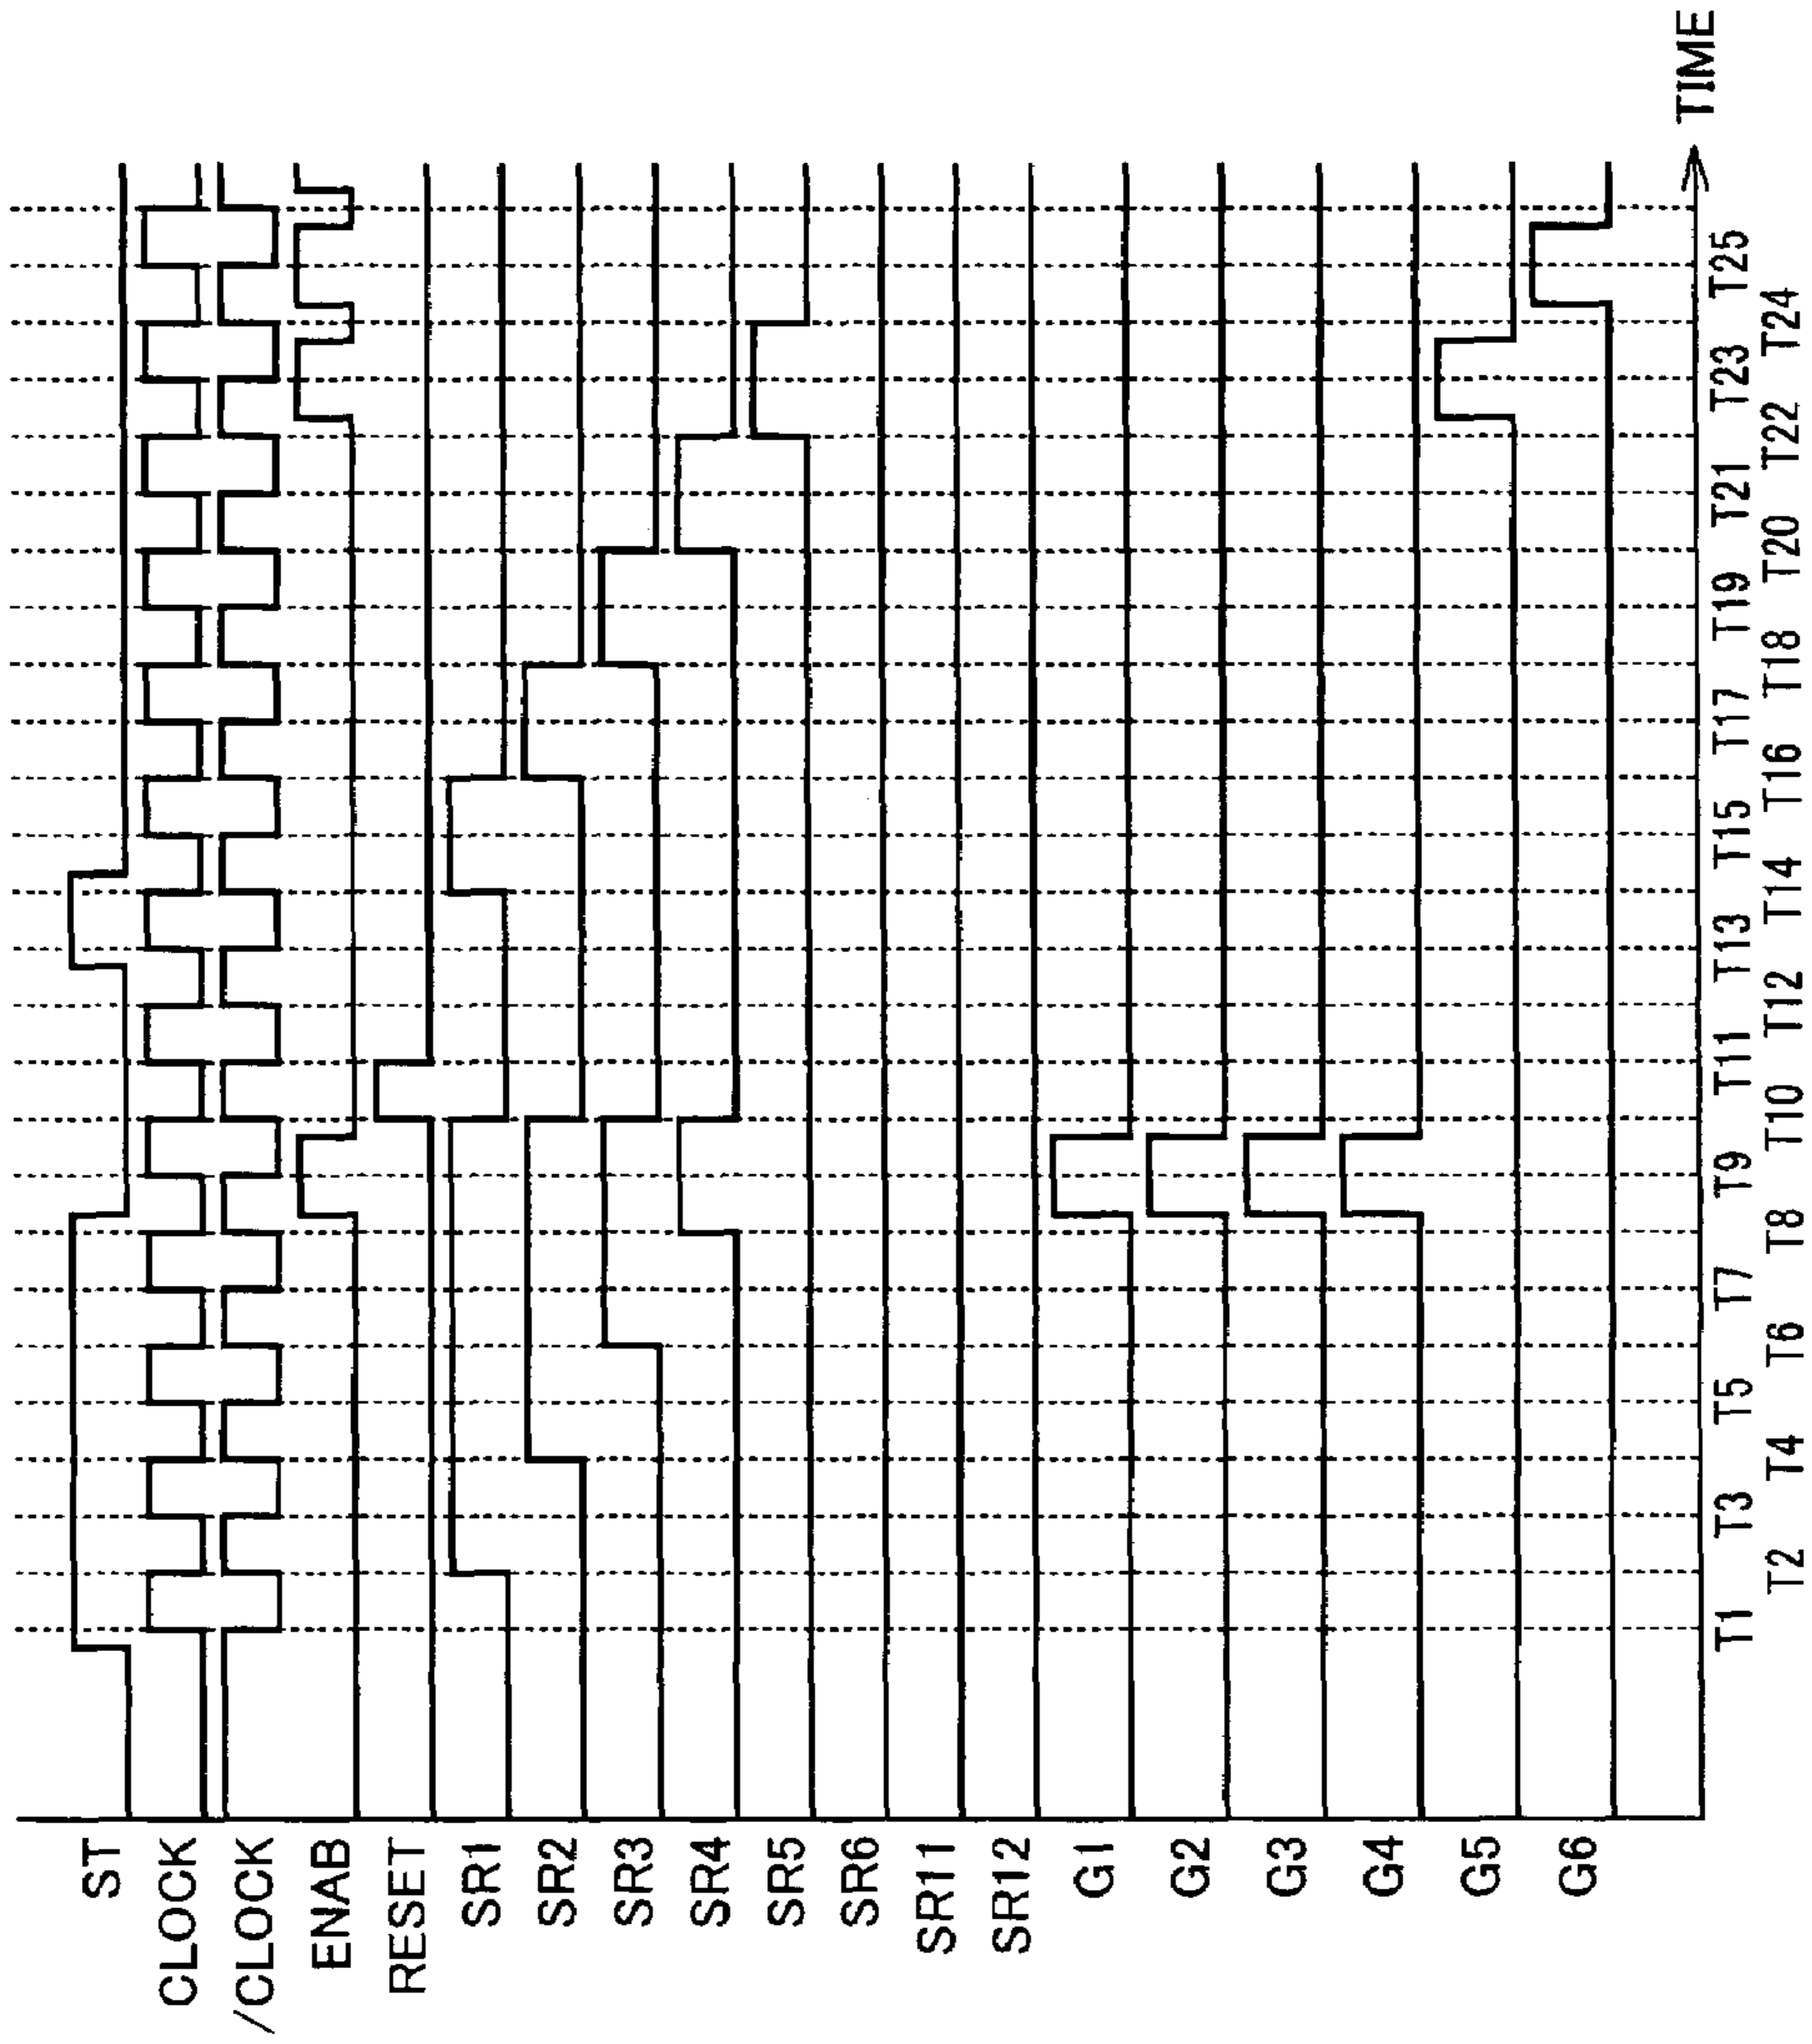 ST
CLOCK
/CLOCK
ENAB
RESET
SR1
SR2
SR3
SR4
SR5
SR6
SR11
SR12
G1
G2
G3
G4
G5
G6
T1 T3 T5 T7 T9 T11 T13 T15 T17 T19 T21 T23 T25
T2 T4 T6 T8 T10 T12 T14 T16 T18 T20 T22 T24
TIME